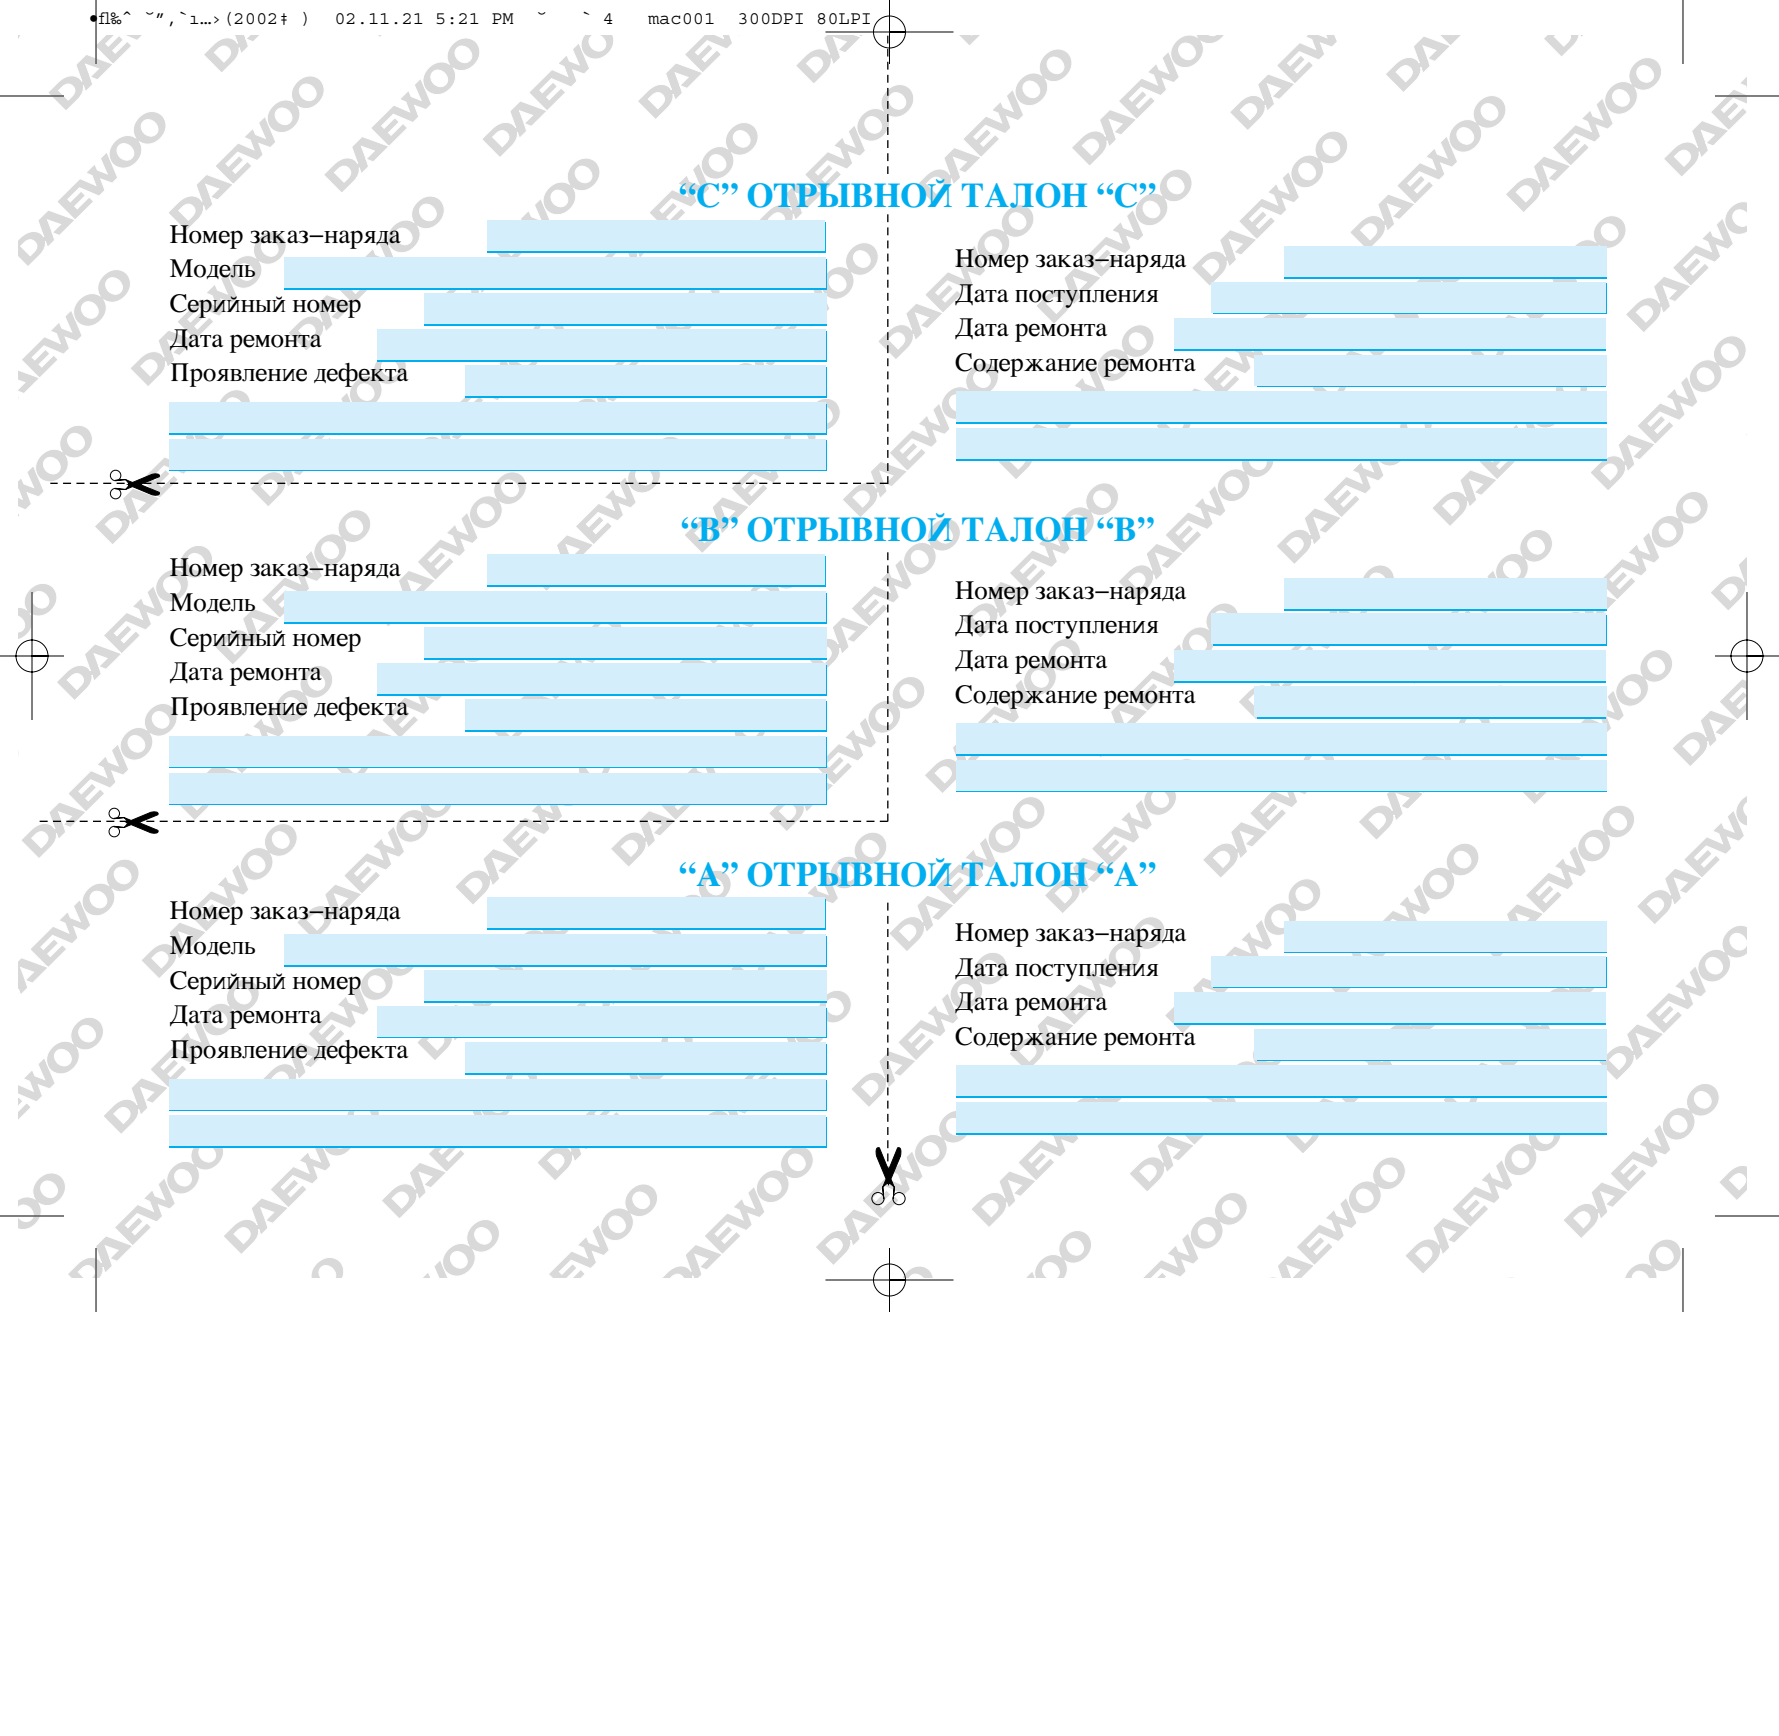 (2002‡ ) 02.11.21 5:21 PM 4 mac001 300DPI 80LPI
“C” ОТРЫВНОЙ ТАЛОН “C”
Номер заказ–наряда
Модель
Серийный номер
Дата ремонта
Проявление дефекта
Номер заказ–наряда
Дата поступления
Дата ремонта
Содержание ремонта
“B” ОТРЫВНОЙ ТАЛОН “B”
Номер заказ–наряда
Модель
Серийный номер
Дата ремонта
Проявление дефекта
Номер заказ–наряда
Дата поступления
Дата ремонта
Содержание ремонта
“A” ОТРЫВНОЙ ТАЛОН “A”
Номер заказ–наряда
Модель
Серийный номер
Дата ремонта
Проявление дефекта
Номер заказ–наряда
Дата поступления
Дата ремонта
Содержание ремонта
DAEWOO